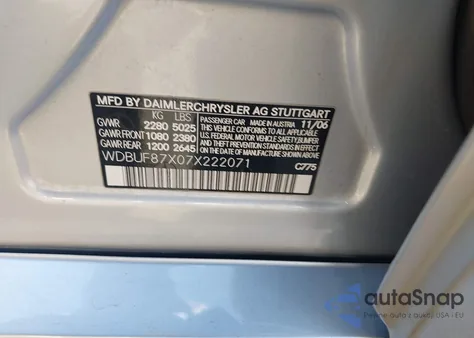 MFD BY DAIMLERCHRYSLER AG STUTTGART
KG LBS
GVWR 2280 5025
GAWR FRONT 1080 2380
GAWR REAR 1200 2645
PASSENGER CAR MADE IN AUSTRIA 11/06
THIS VEHICLE CONFORMS TO ALL APPLICABLE
U.S. FEDERAL MOTOR VEHICLE SAFETY, BUMPER
AND THEFT PREVENTION STANDARDS IN EFFECT ON
THE DATE OF MANUFACTURE SHOWN ABOVE.
WDBUF87X07X222071
C775
autoSnap
USA - EU